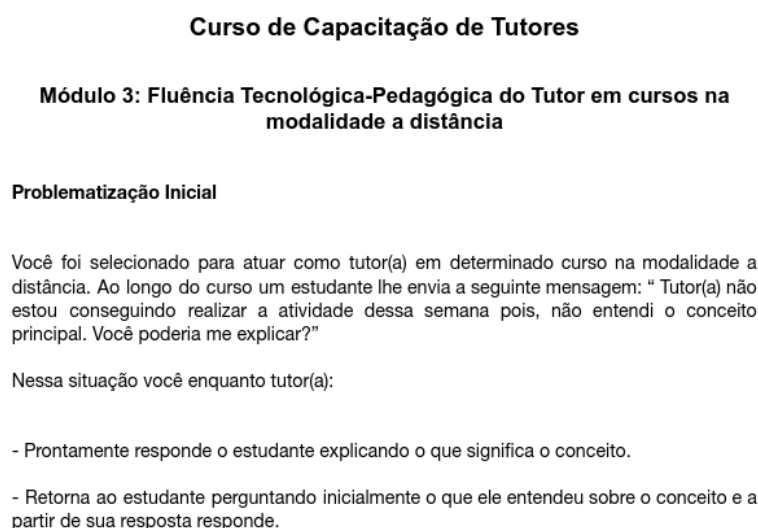 Curso de Capacitação de Tutores
Módulo 3: Fluência Tecnológica-Pedagógica do Tutor em cursos na
modalidade a distância
Problematização Inicial
Você foi selecionado para atuar como tutor(a) em determinado curso na modalidade a
distância. Ao longo do curso um estudante lhe envia a seguinte mensagem: “ Tutor(a) não
estou conseguindo realizar a atividade dessa semana pois, não entendi o conceito
principal. Você poderia me explicar?”
Nessa situação você enquanto tutor(a):
- Prontamente responde o estudante explicando o que significa o conceito.
- Retorna ao estudante perguntando inicialmente o que ele entendeu sobre o conceito e a
partir de sua resposta responde.